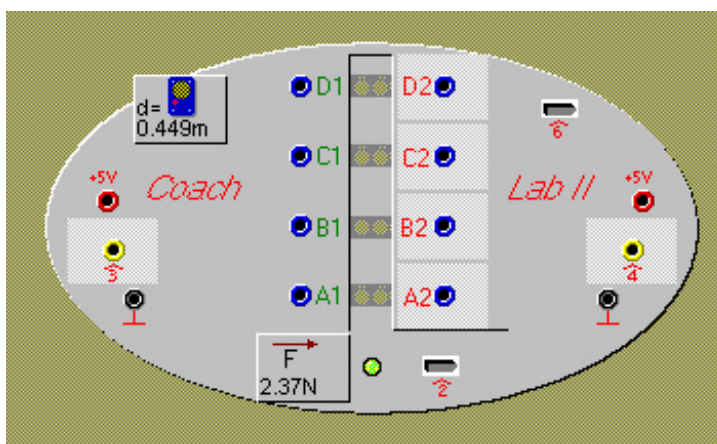 d=
0.449m
D1
D2
6
C1
C2
+5V
Coach
Lab II
+5V
B1
B2
3
4
A1
A2
F
2.37N
2